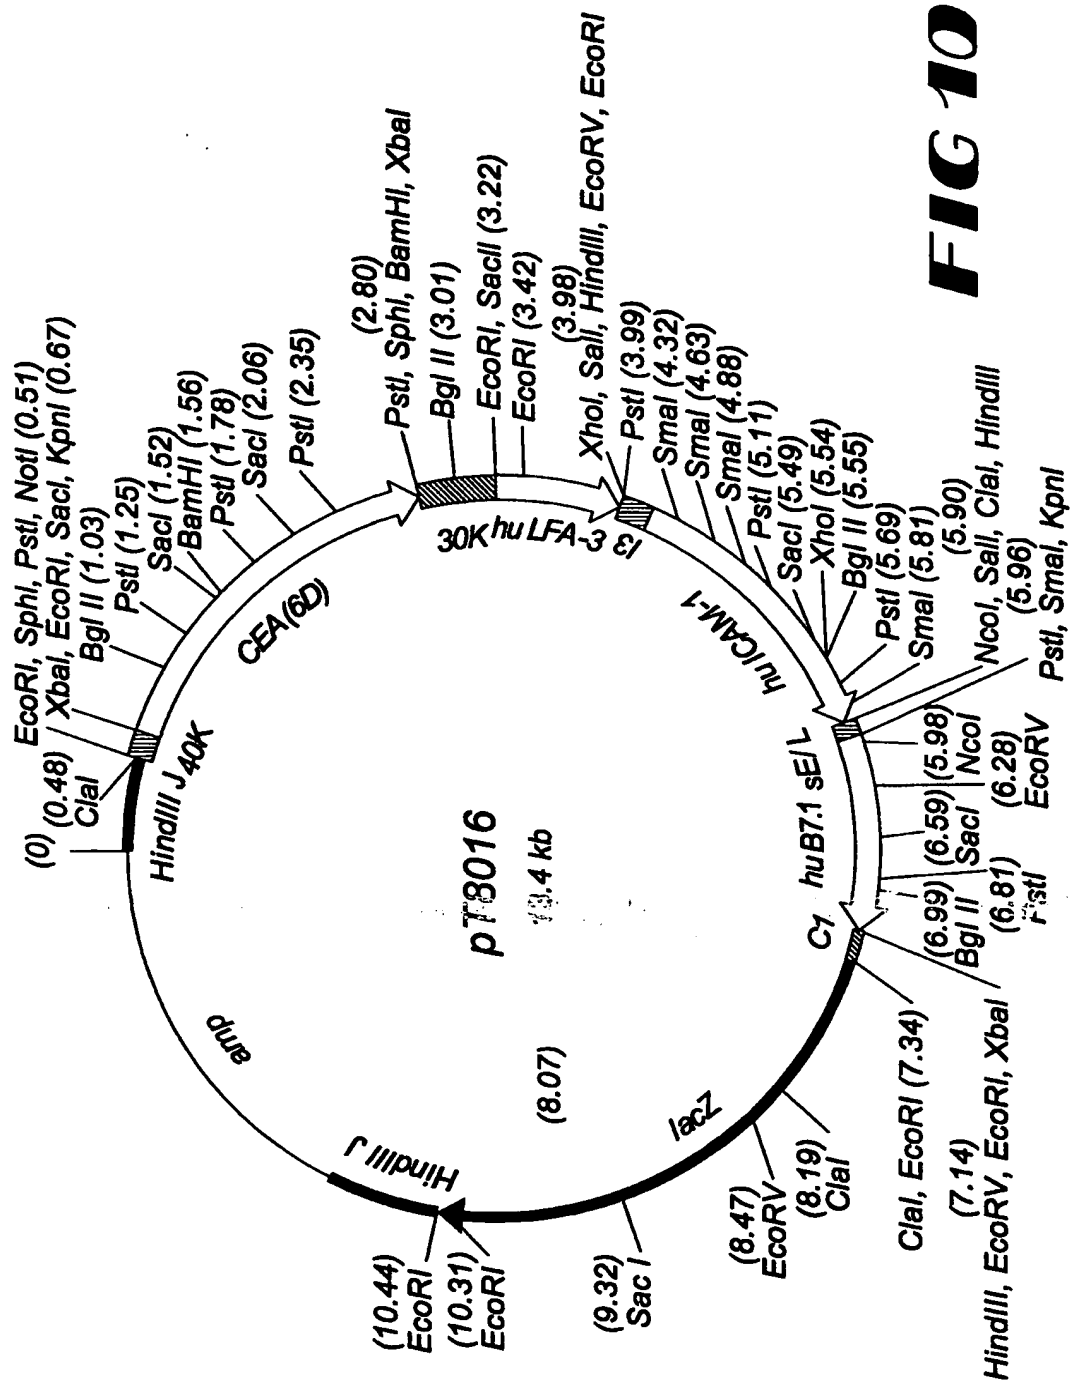 (0)
(0.48)
ClaI
EcoRI, SphI, PstI, NotI (0.51)
XbaI, EcoRI, SacI, KpnI (0.67)
Bgl II (1.03)
PstI (1.25)
SacI (1.52)
BamHI (1.56)
PstI (1.78)
SacI (2.06)
PstI (2.35)
(2.80)
PstI, SphI, BamHI, XbaI
Bgl II (3.01)
EcoRI, SacII (3.22)
EcoRI (3.42)
(3.98)
XhoI, SalI, HindIII, EcoRV, EcoRI
PstI (3.99)
SmaI (4.32)
SmaI (4.63)
SmaI (4.88)
PstI (5.11)
SacI (5.49)
XhoI (5.54)
Bgl II (5.55)
PstI (5.69)
SmaI (5.81)
(5.90)
NcoI, SalI, ClaI, HindIII
(5.96)
PstI, SmaI, KpnI
(5.98)
NcoI
(6.28)
EcoRV
(6.59)
SacI
(6.81)
PstI
(6.99)
Bgl II
(7.14)
HindIII, EcoRV, EcoRI, XbaI
ClaI, EcoRI (7.34)
(8.19)
ClaI
(8.47)
EcoRV
(9.32)
Sac I
(10.31)
EcoRI
(10.44)
EcoRI
HindIII J
40K
CEA(6D)
30K
hu LFA-3
I3
hu ICAM-1
sE/L
huB7.1
C1
lacZ
(8.07)
HindIII J
amp
pT8016
.4 kb
FIG 10